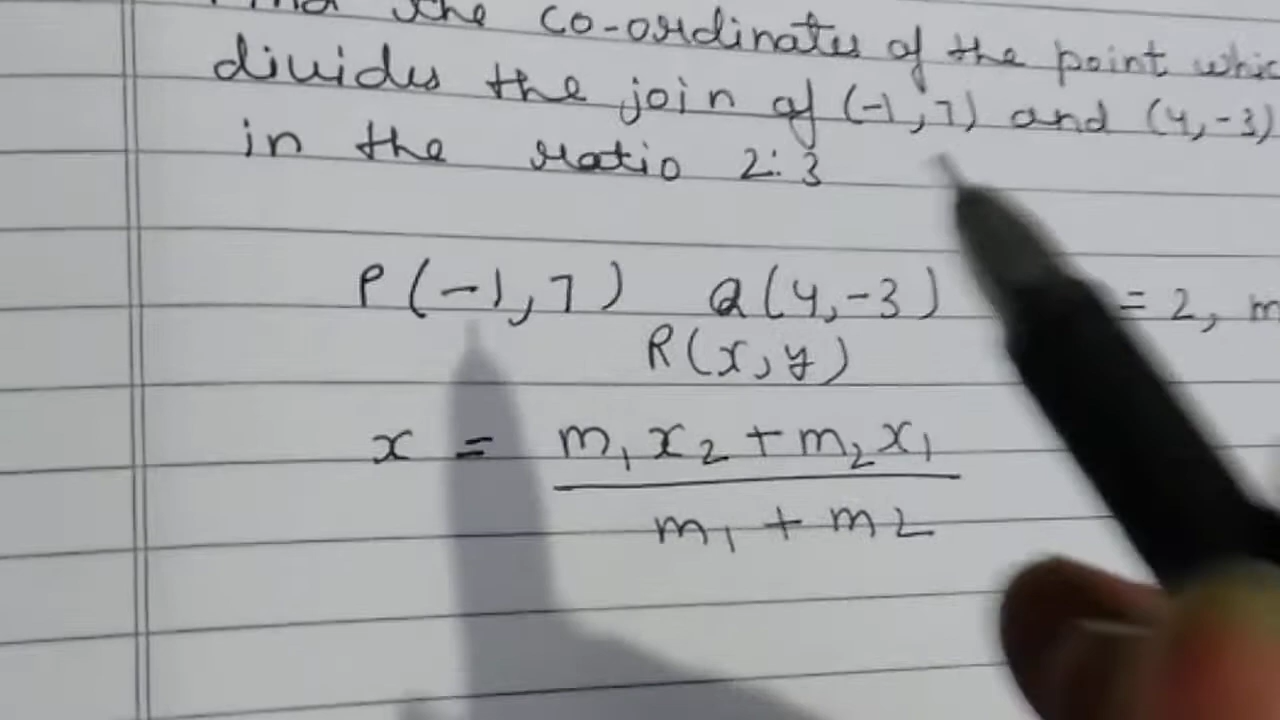 the co-ordinates of the point
divides the join of (-1,7) and (4,-3)
in the ratio 2:3
P(-1,7) Q(4,-3) = 2, m
R(x,y)
x = m₁x₂ + m₂x₁
m₁ + m2